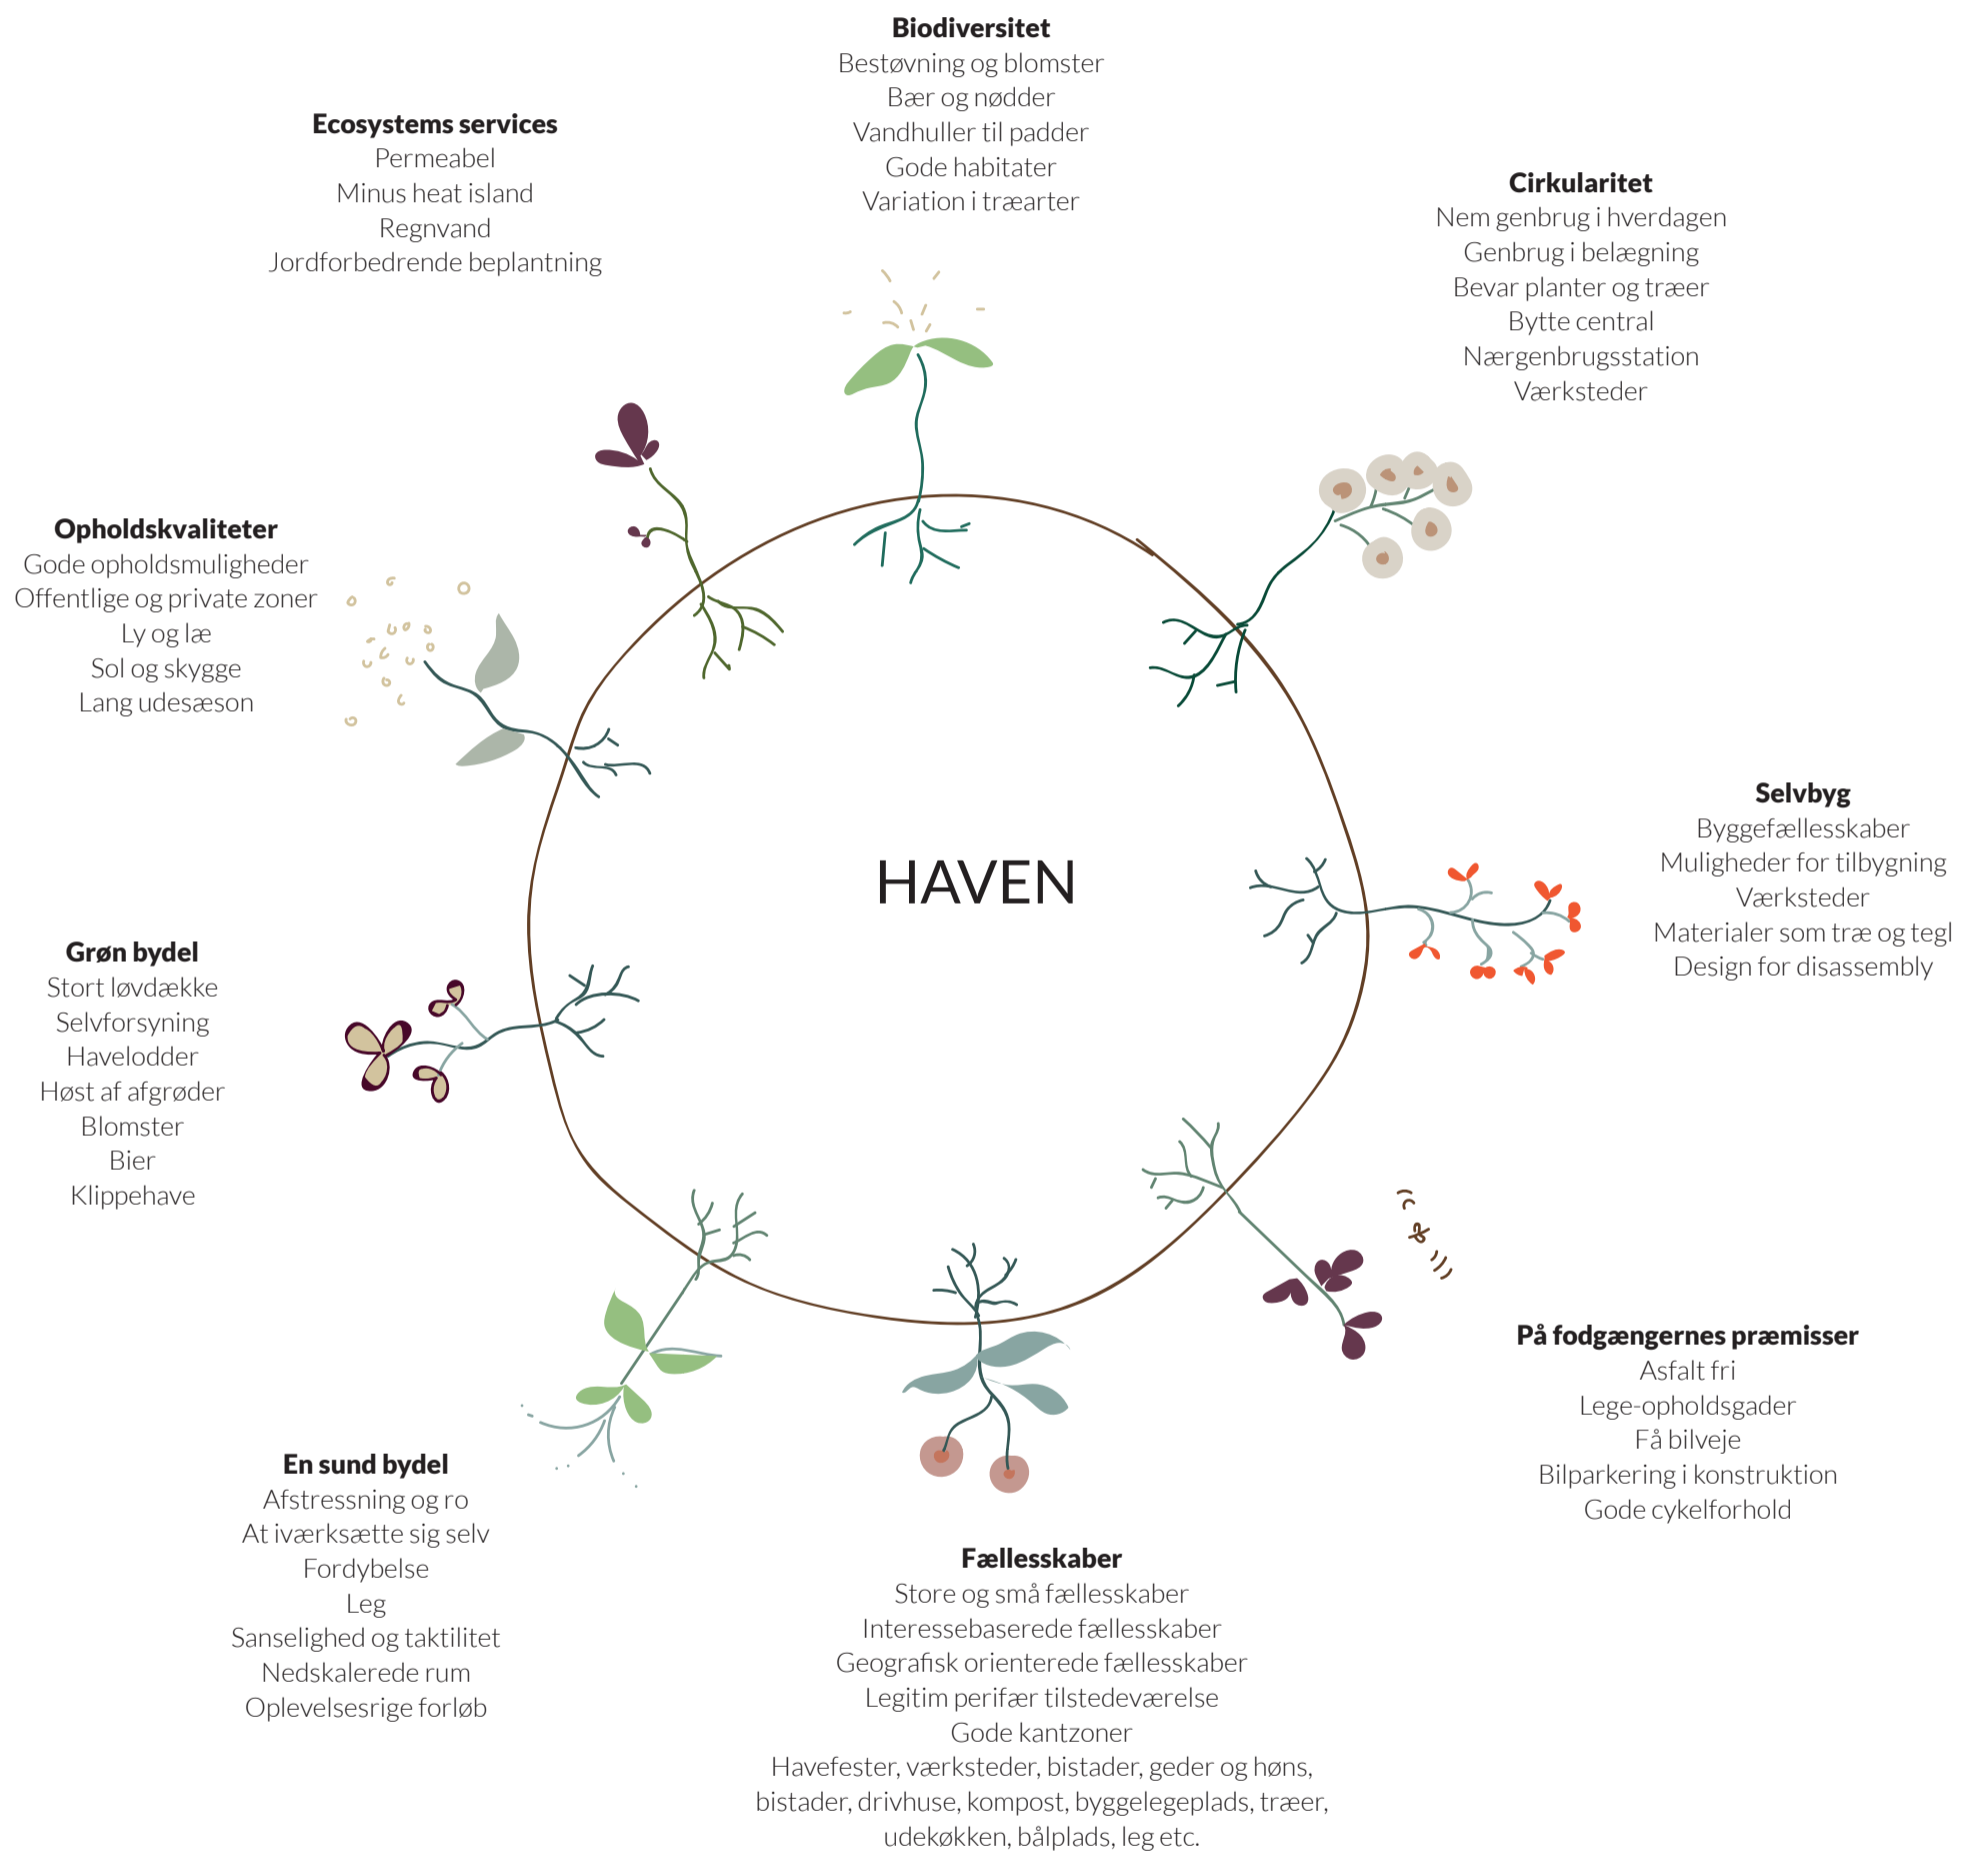 Biodiversitet
Bestøvning og blomster
Bær og nødder
Vandhuller til padder
Gode habitater
Variation i træarter
Ecosystems services
Permeabel
Minus heat island
Regnvand
Jordforbedrende beplantning
Cirkularitet
Nem genbrug i hverdagen
Genbrug i belægning
Bevar planter og træer
Bytte central
Nærgenbrugsstation
Værksteder
Opholdskvaliteter
Gode opholdsmuligheder
Offentlige og private zoner
Ly og læ
Sol og skygge
Lang udesæson
HAVEN
Selvbyg
Byggefællesskaber
Muligheder for tilbygning
Værksteder
Materialer som træ og tegl
Design for disassembly
Grøn bydel
Stort løvdække
Selvforsyning
Havelodder
Høst af afgrøder
Blomster
Bier
Klippehave
På fodgængernes præmisser
Asfalt fri
Lege-opholdsgader
Få bilveje
Bilparkering i konstruktion
Gode cykelforhold
En sund bydel
Afstressning og ro
At iværksætte sig selv
Fordybelse
Leg
Sanselighed og taktilitet
Nedskalerede rum
Oplevelsesrige forløb
Fællesskaber
Store og små fællesskaber
Interessebaserede fællesskaber
Geografisk orienterede fællesskaber
Legitim perifær tilstedeværelse
Gode kantzoner
Havefester, værksteder, bistader, geder og høns,
bistader, drivhuse, kompost, byggelegeplads, træer,
udekøkken, bålplads, leg etc.